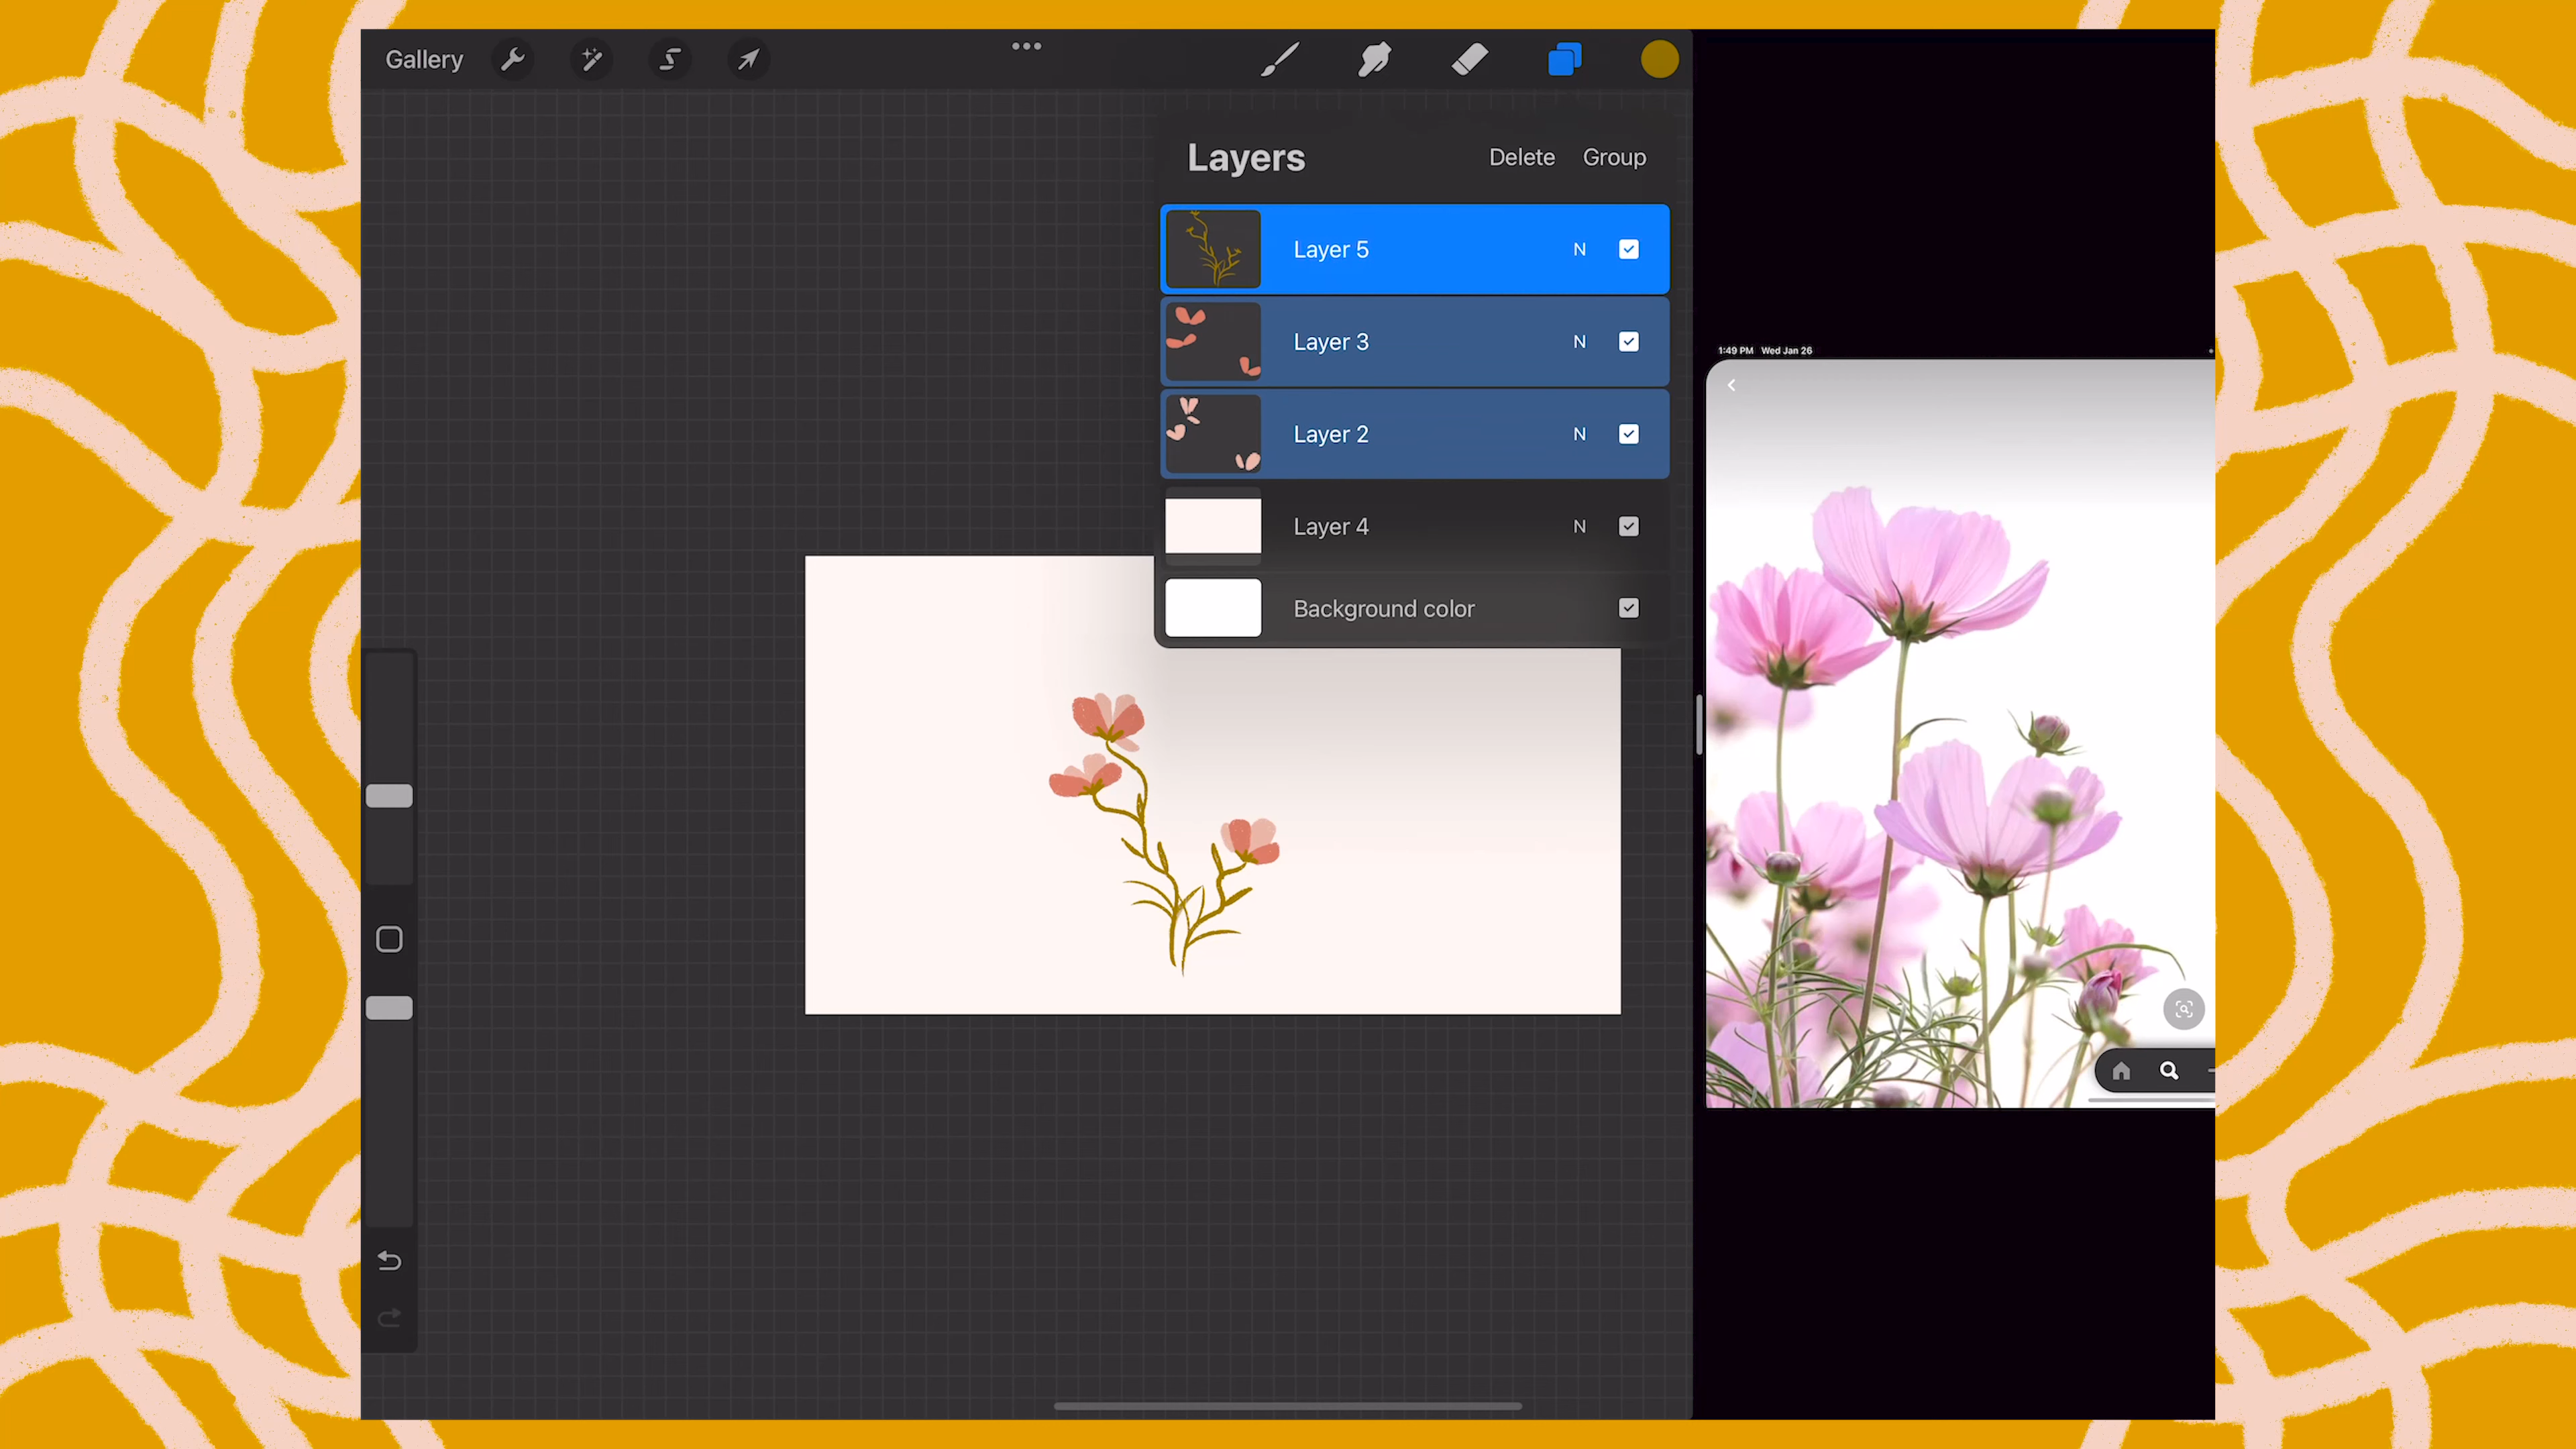 Gallery
Layers
Delete Group
Layer 5 N
Layer 3 N
Layer 2 N
Layer 4 N
Background color
1:49 PM Wed Jan 26